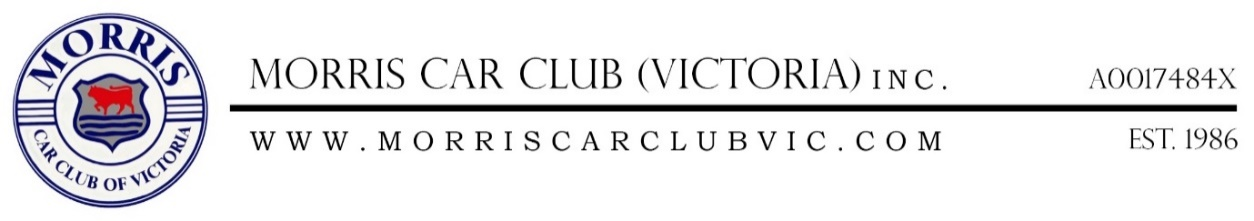 MORRIS
CAR CLUB OF VICTORIA
MORRIS CAR CLUB (VICTORIA) INC.
A0017484X
WWW.MORRISCARCLUBVIC.COM
EST. 1986